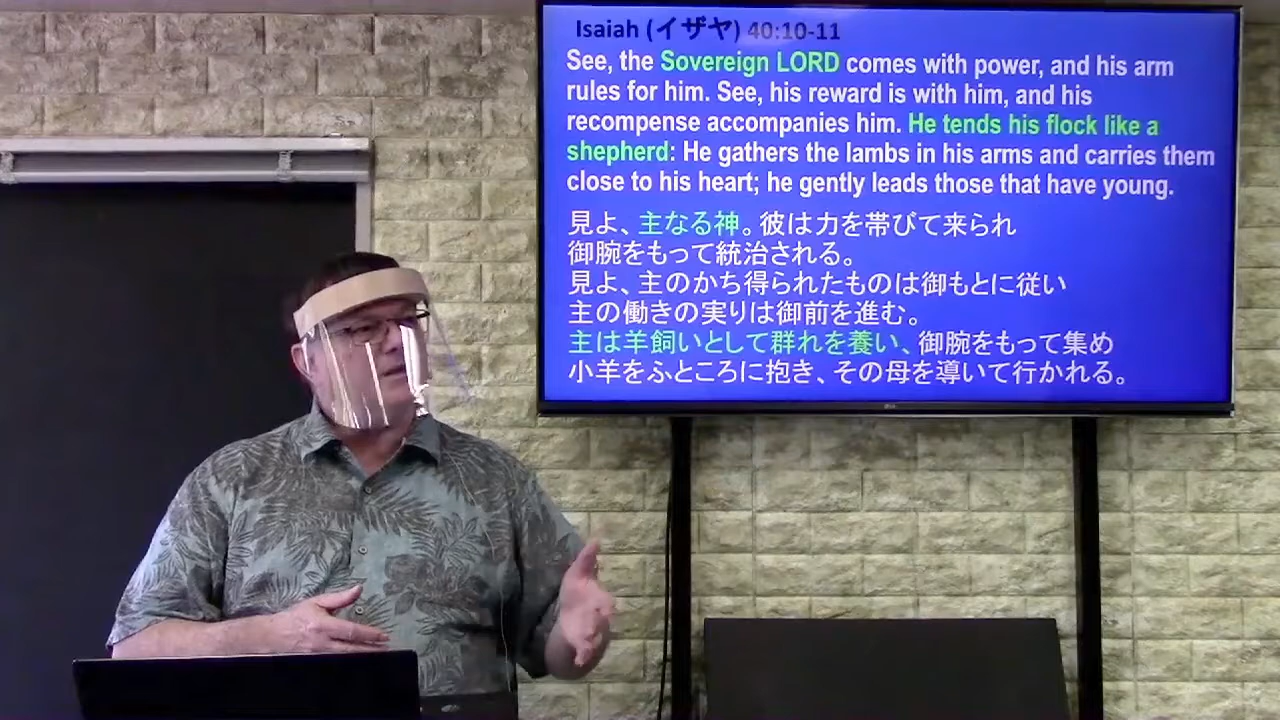 Isaiah (イザヤ) 40:10-11
See, the Sovereign LORD comes with power, and his arm
rules for him. See, his reward is with him, and his
recompense accompanies him. He tends his flock like a
shepherd: He gathers the lambs in his arms and carries them
close to his heart; he gently leads those that have young.
見よ、主なる神。彼は力を帯びて来られ
御腕をもって統治される。
見よ、主のかち得られたものは御もとに従い
主の働きの実りは御前を進む。
主は羊飼いとして群れを養い、御腕をもって集め
小羊をふところに抱き、その母を導いて行かれる。